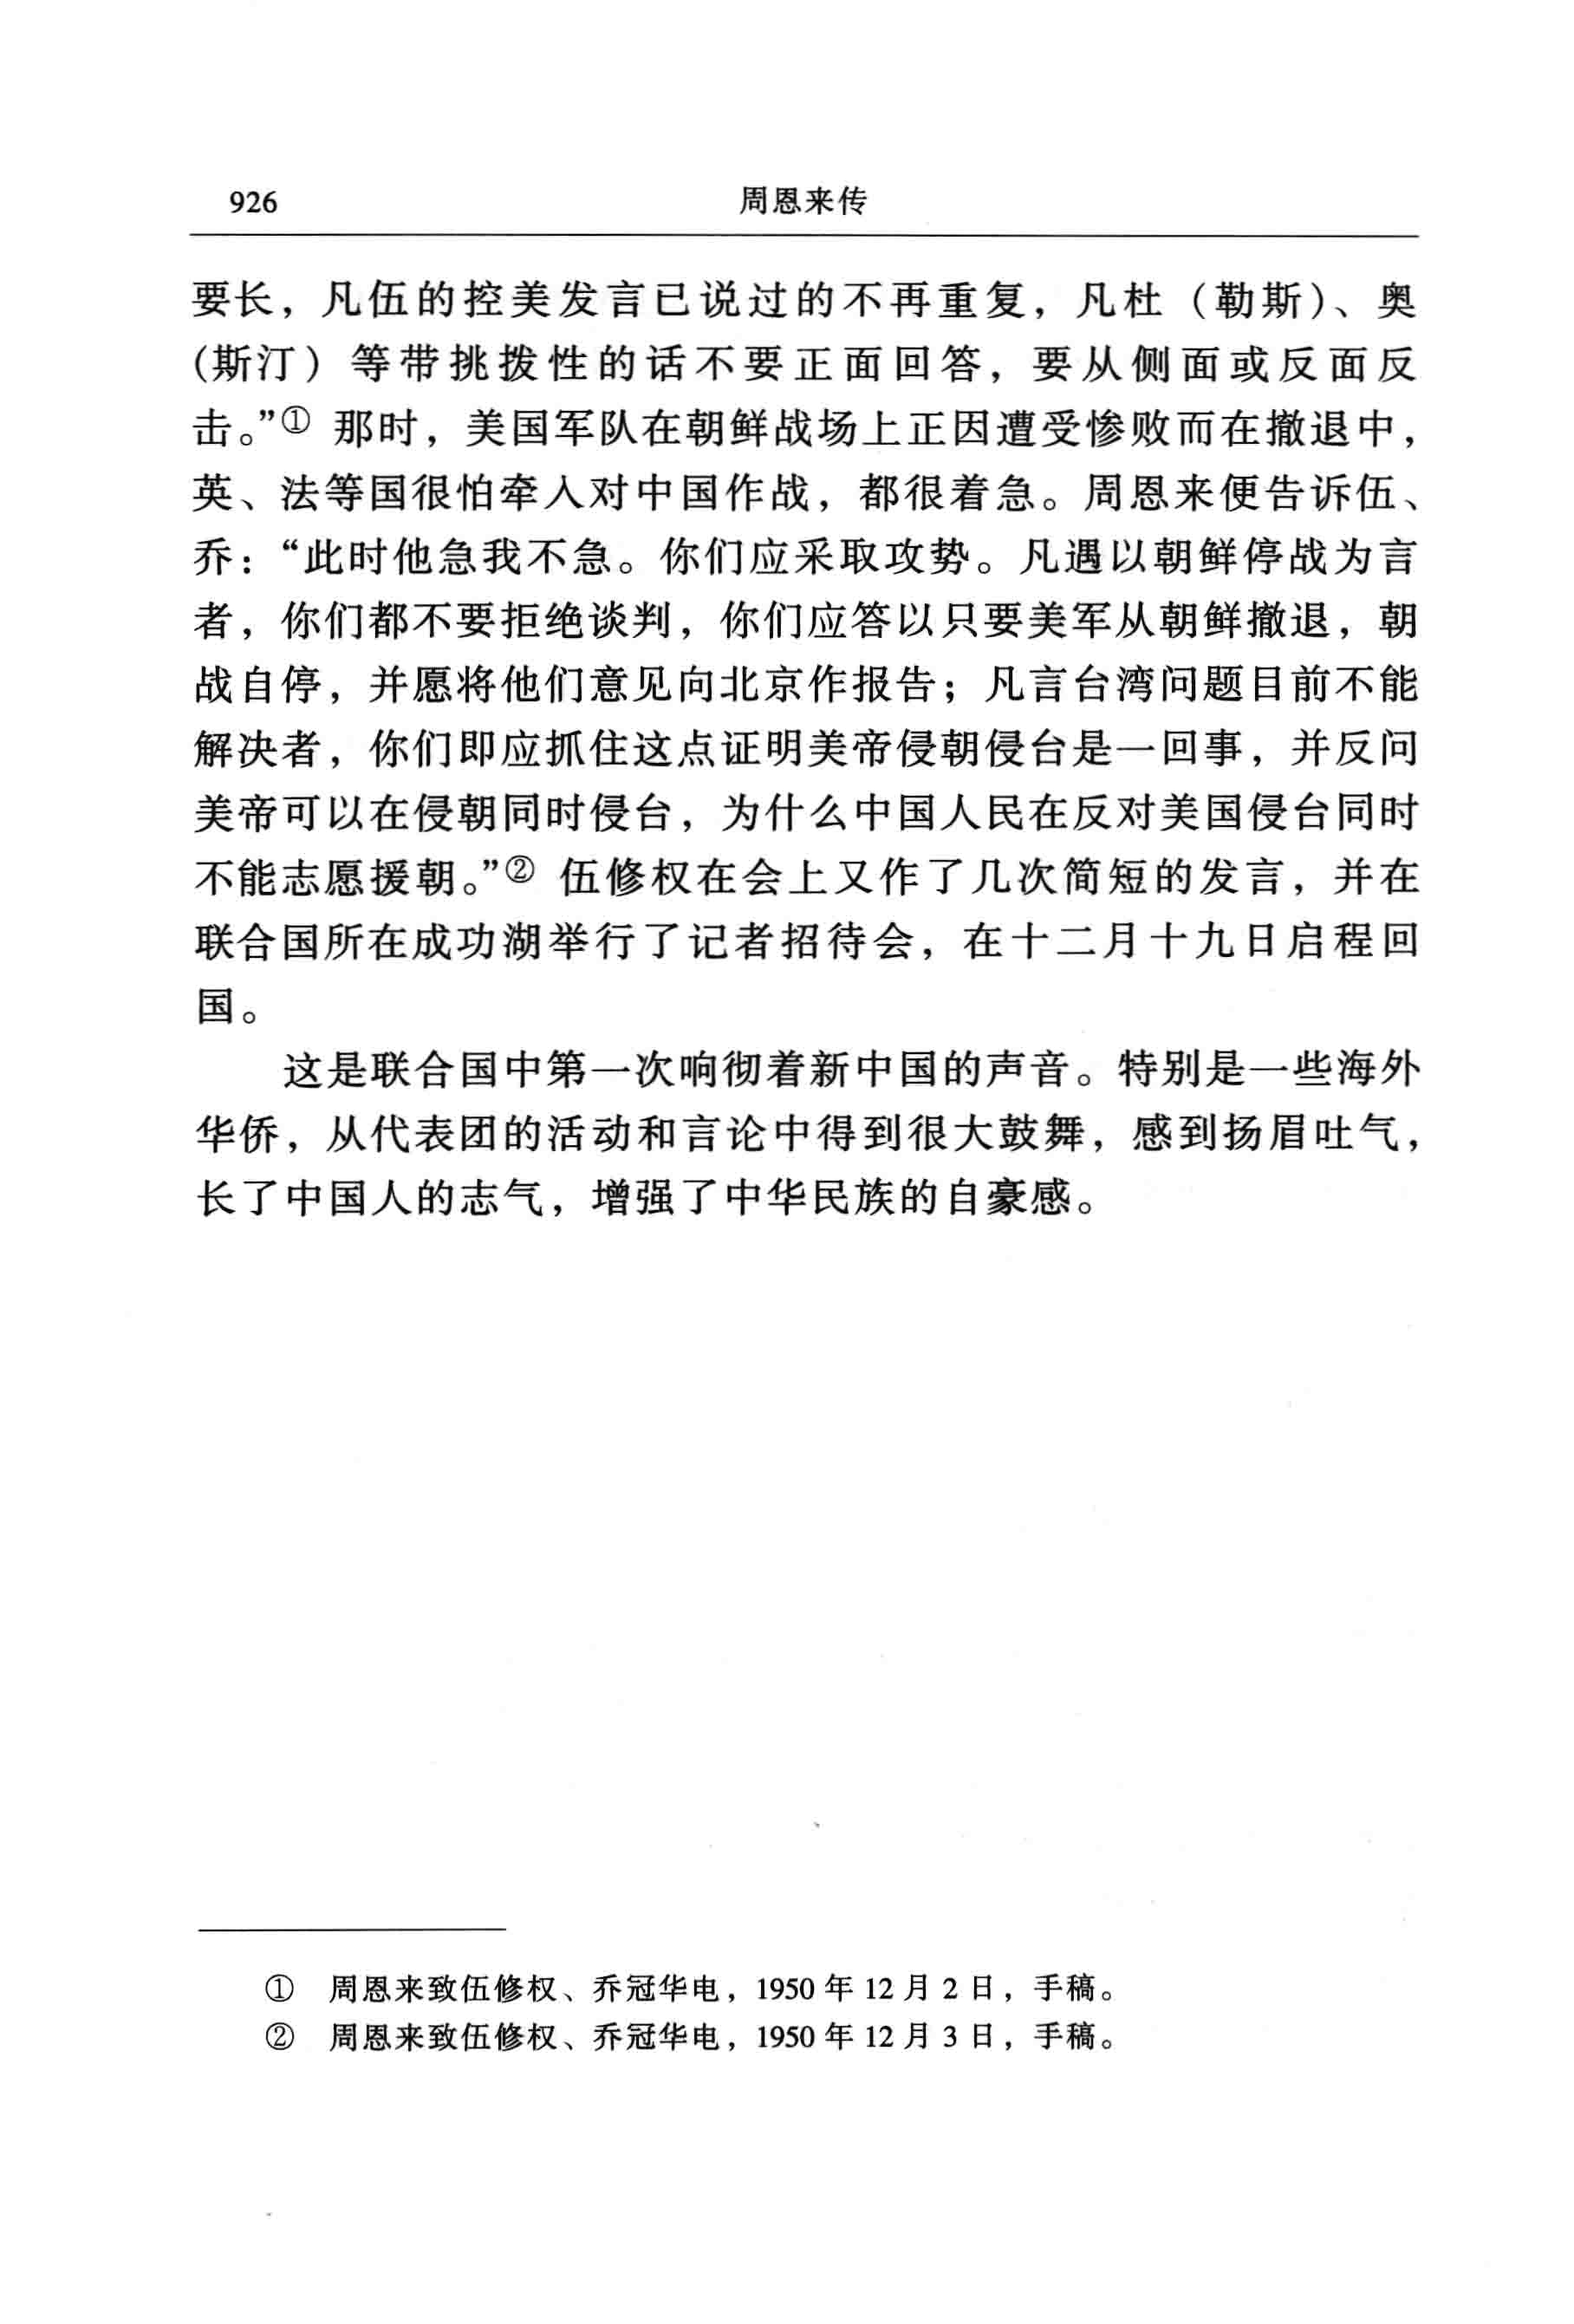 926
周恩来传
要长，凡伍的控美发言已说过的不再重复，凡杜（勒斯）、奥
（斯汀）等带挑拨性的话不要正面回答，要从侧面或反面反
击。”① 那时，美国军队在朝鲜战场上正因遭受惨败而在撤退中，
英、法等国很怕牵入对中国作战，都很着急。周恩来便告诉伍、
乔：“此时他急我不急。你们应采取攻势。凡遇以朝鲜停战为言
者，你们都不要拒绝谈判，你们应答以只要美军从朝鲜撤退，朝
战自停，并愿将他们意见向北京作报告；凡言台湾问题目前不能
解决者，你们即应抓住这点证明美帝侵朝侵台是一回事，并反问
美帝可以在侵朝同时侵台，为什么中国人民在反对美国侵台同时
不能志愿援朝。”② 伍修权在会上又作了几次简短的发言，并在
联合国所在成功湖举行了记者招待会，在十二月十九日启程回
国。
这是联合国中第一次响彻着新中国的声音。特别是一些海外
华侨，从代表团的活动和言论中得到很大鼓舞，感到扬眉吐气，
长了中国人的志气，增强了中华民族的自豪感。
① 周恩来致伍修权、乔冠华电，1950 年 12 月 2 日，手稿。
② 周恩来致伍修权、乔冠华电，1950 年 12 月 3 日，手稿。